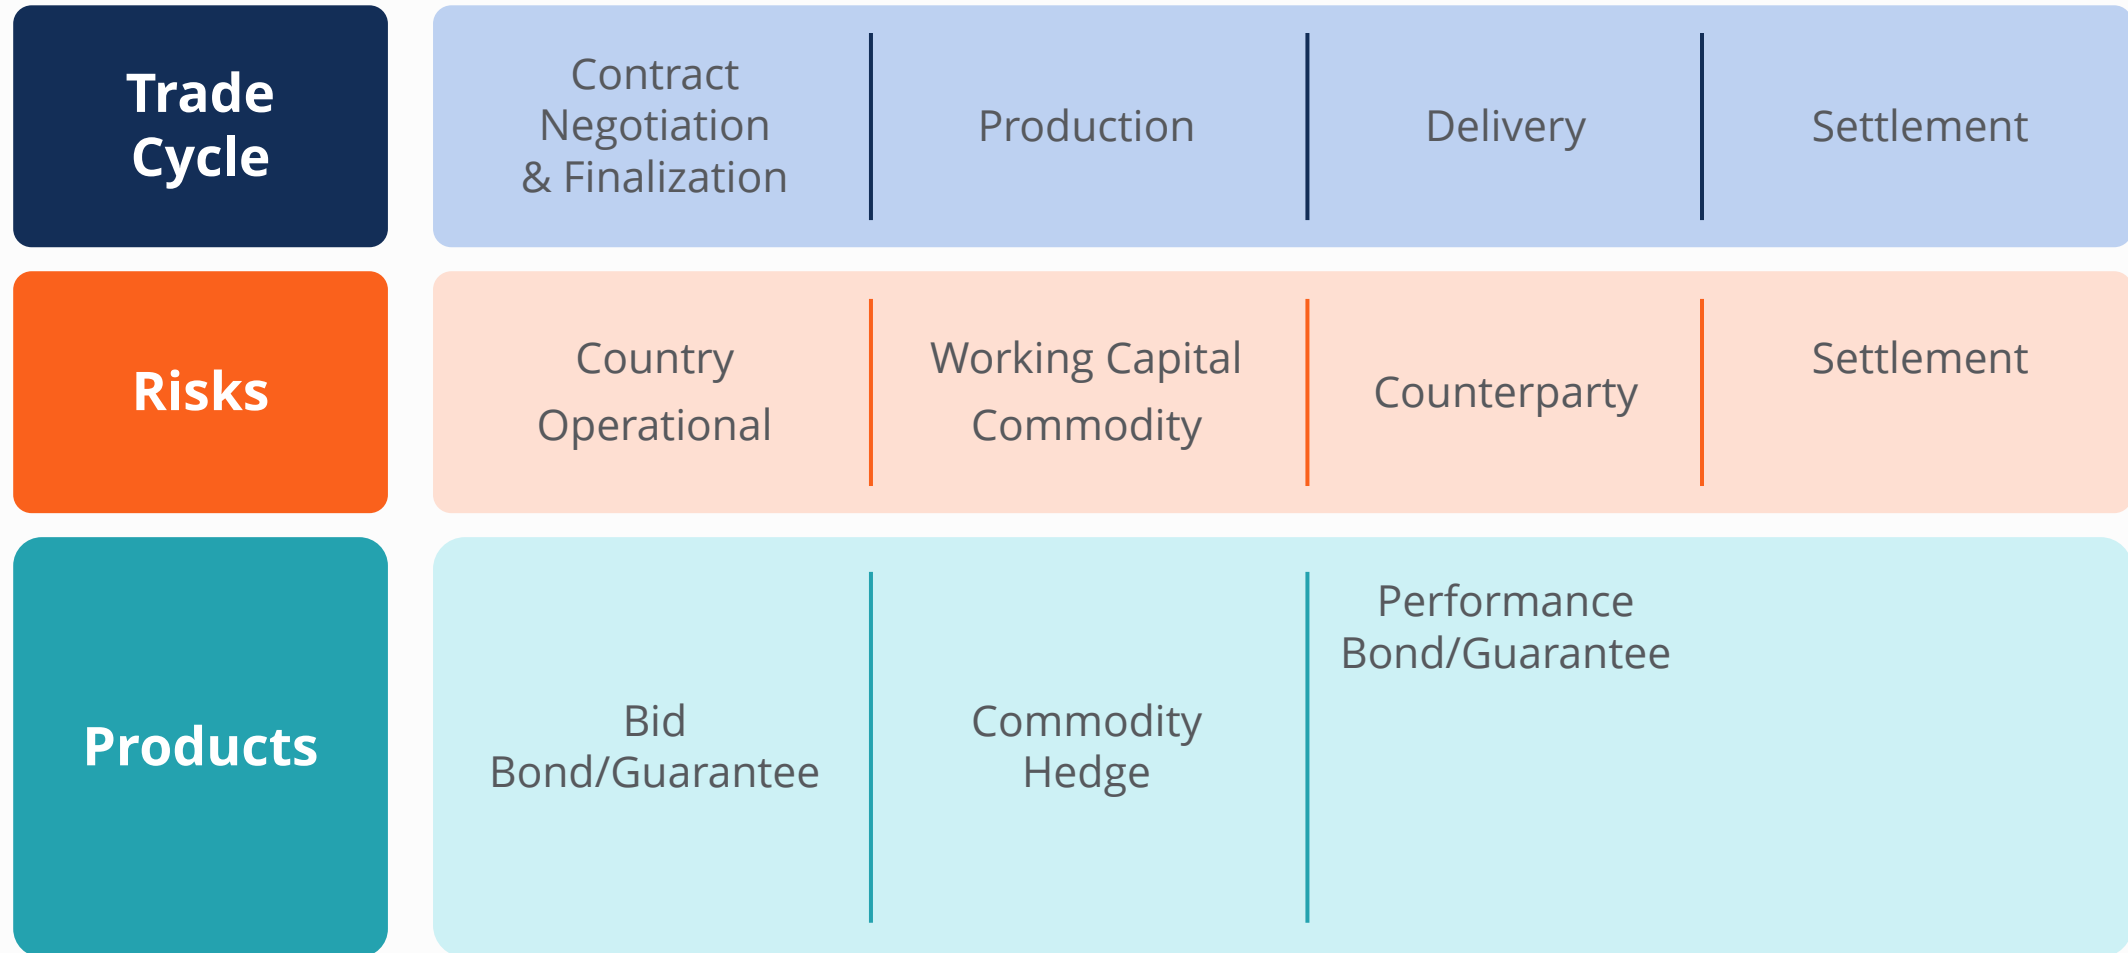 Trade
Cycle
Contract
Negotiation
& Finalization
Production
Delivery
Settlement
Risks
Country
Operational
Working Capital
Commodity
Counterparty
Settlement
Products
Bid
Bond/Guarantee
Commodity
Hedge
Performance
Bond/Guarantee